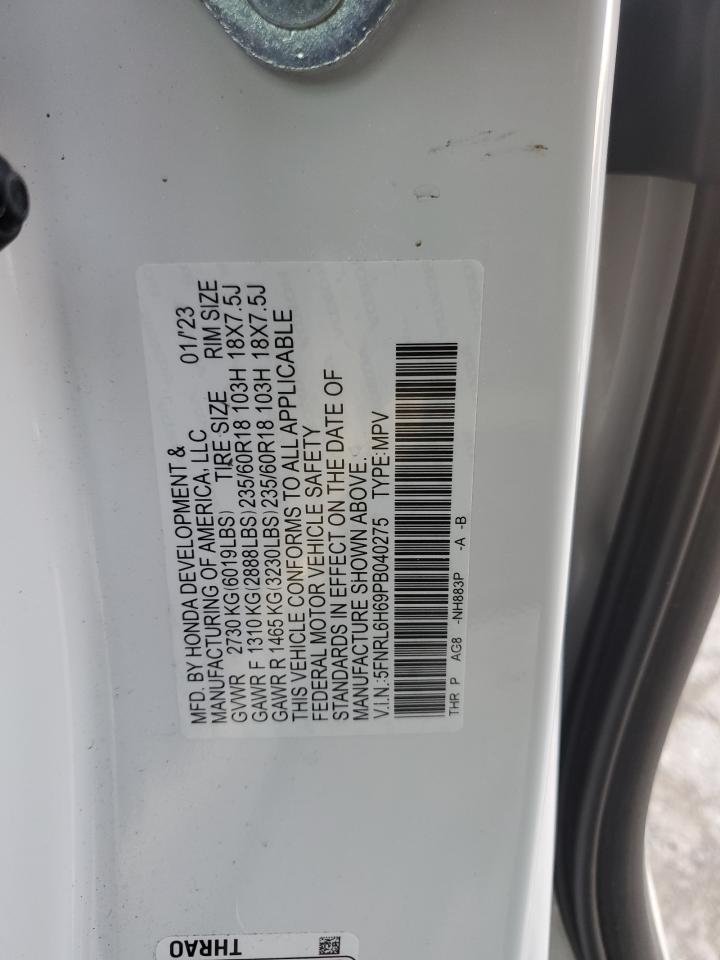 MFD. BY HONDA DEVELOPMENT &
MANUFACTURING OF AMERICA, LLC 01/'23
GVWR 2730 KG(6019LBS) TIRE SIZE RIM SIZE
GAWR F 1310 KG(2888LBS)235/60R18 103H 18X7.5J
GAWR R 1465 KG(3230LBS)235/60R18 103H 18X7.5J
THIS VEHICLE CONFORMS TO ALL APPLICABLE
FEDERAL MOTOR VEHICLE SAFETY
STANDARDS IN EFFECT ON THE DATE OF
MANUFACTURE SHOWN ABOVE.
V.I.N.:5FNRL6H69PB040275 TYPE:MPV
THR P AG8 -NH883P -A -B
THRAO